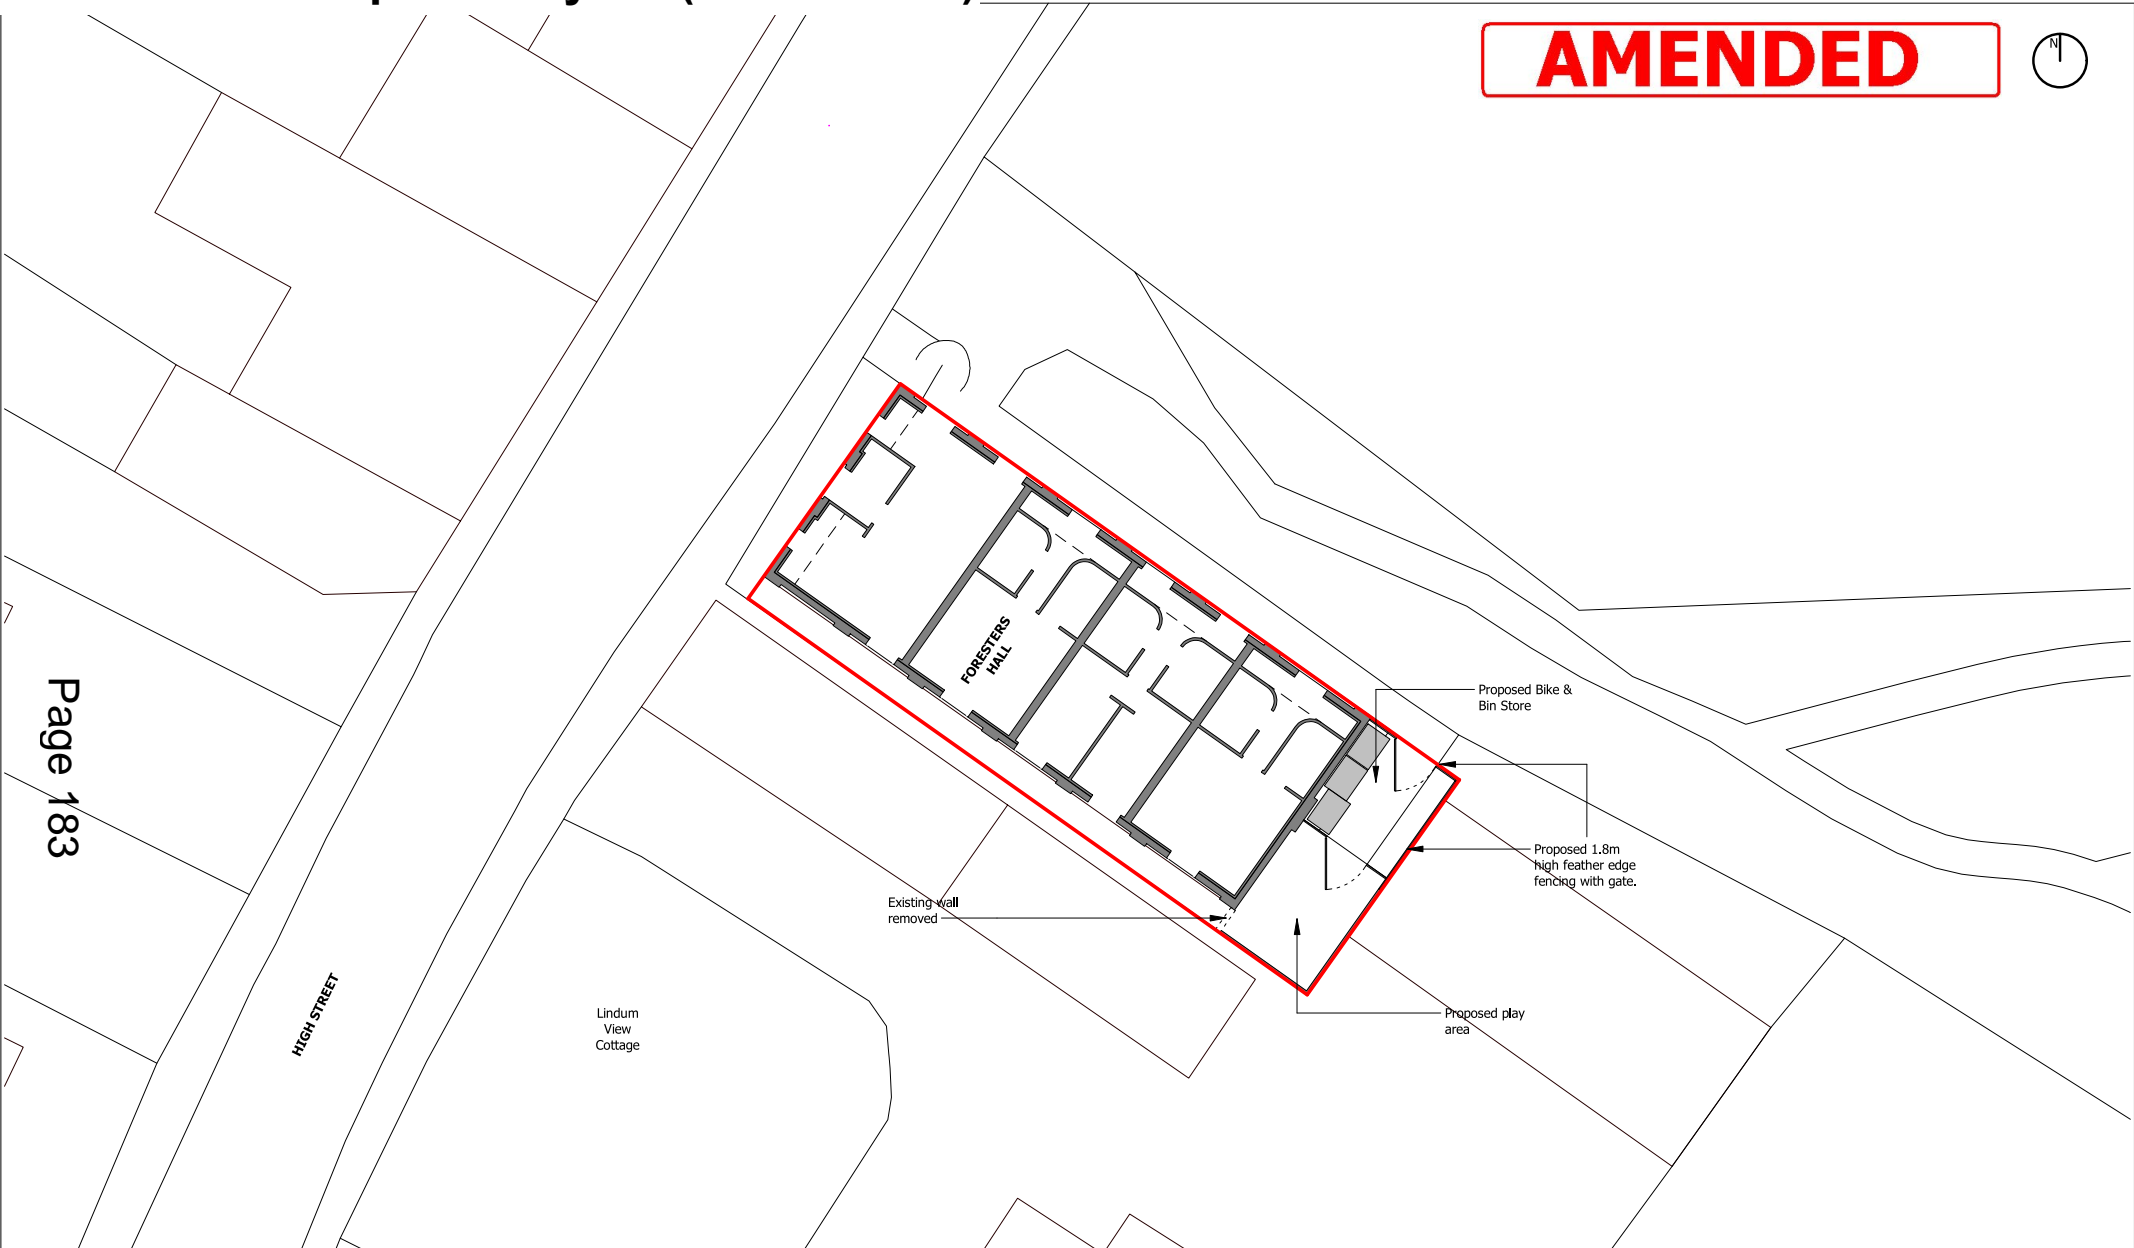 AMENDED
N
FORESTERS
HALL
Proposed Bike &
Bin Store
Page 183
Proposed 1.8m
high feather edge
fencing with gate.
Existing wall
removed
HIGH STREET
Lindum
View
Cottage
Proposed play
area